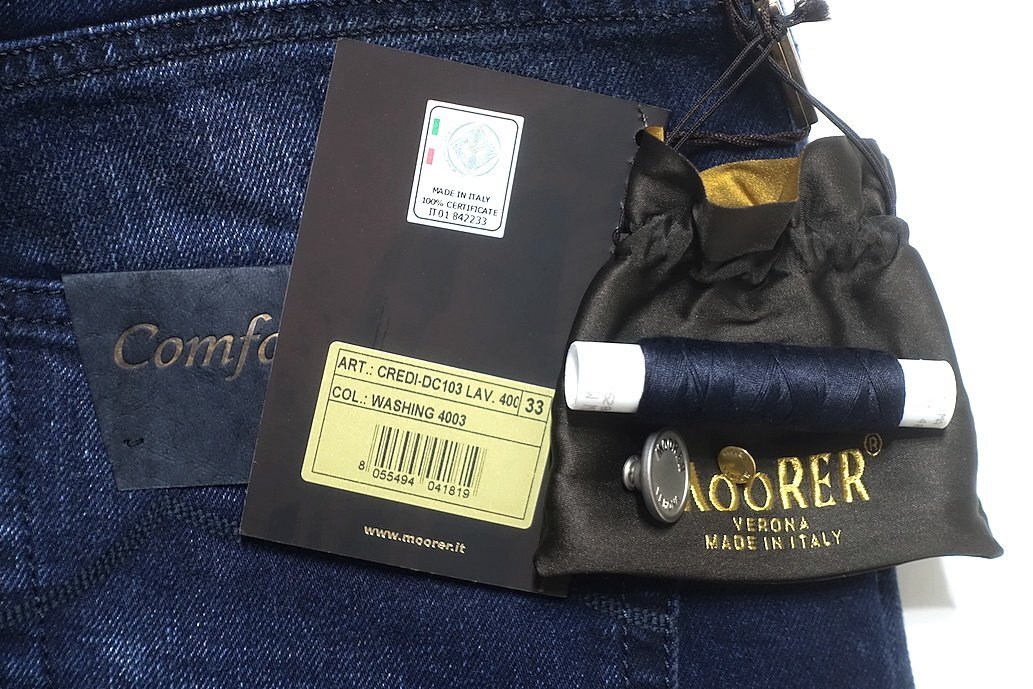 MADE IN ITALY
100% CERTIFICATE
IT01 842233
Comfo
ART.: CREDI-DC103 LAV. 400
33
COL.: WASHING 4003
8 055494 041819
www.moorer.it
MOORER®
VERONA
MADE IN ITALY